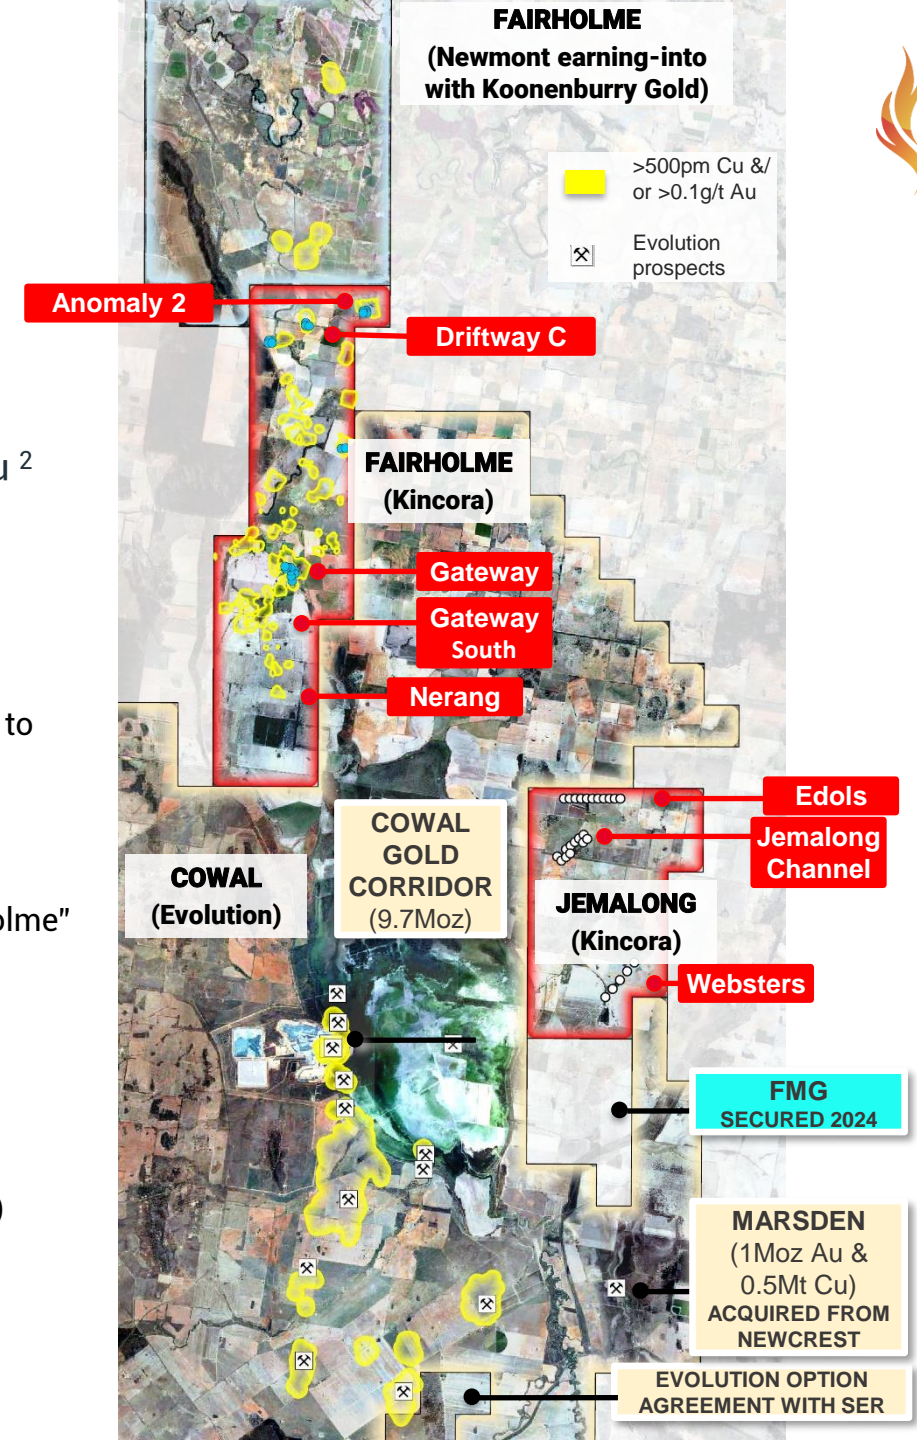 FAIRHOLME
(Newmont earning-into
with Koonenburry Gold)
>500pm Cu &/
or >0.1g/t Au
Evolution
prospects
Anomaly 2
Driftway C
2
FAIRHOLME
(Kincora)
Gateway
Gateway
South
Nerang
to
Edols
Jemalong
Channel
COWAL
GOLD
CORRIDOR
(9.7Moz)
COWAL
(Evolution)
JEMALONG
(Kincora)
olme"
Websters
FMG
SECURED 2024
)
MARSDEN
(1Moz Au &
0.5Mt Cu)
ACQUIRED FROM
NEWCREST
EVOLUTION OPTION
AGREEMENT WITH SER